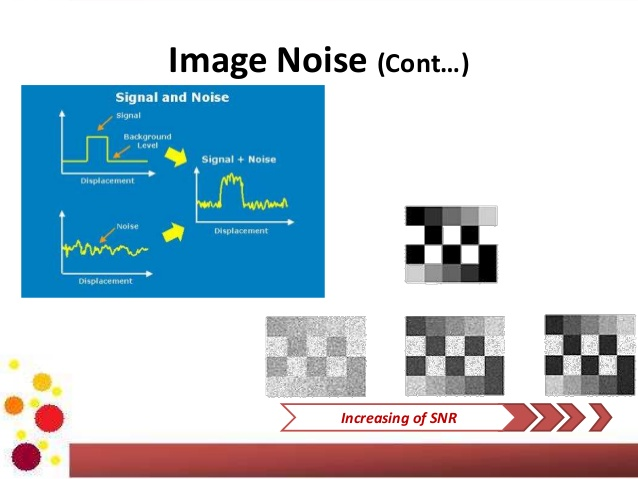 Image Noise (Cont…)
Signal and Noise
Signal
Background
Level
Displacement
Signal + Noise
Displacement
Noise
Displacement
Increasing of SNR